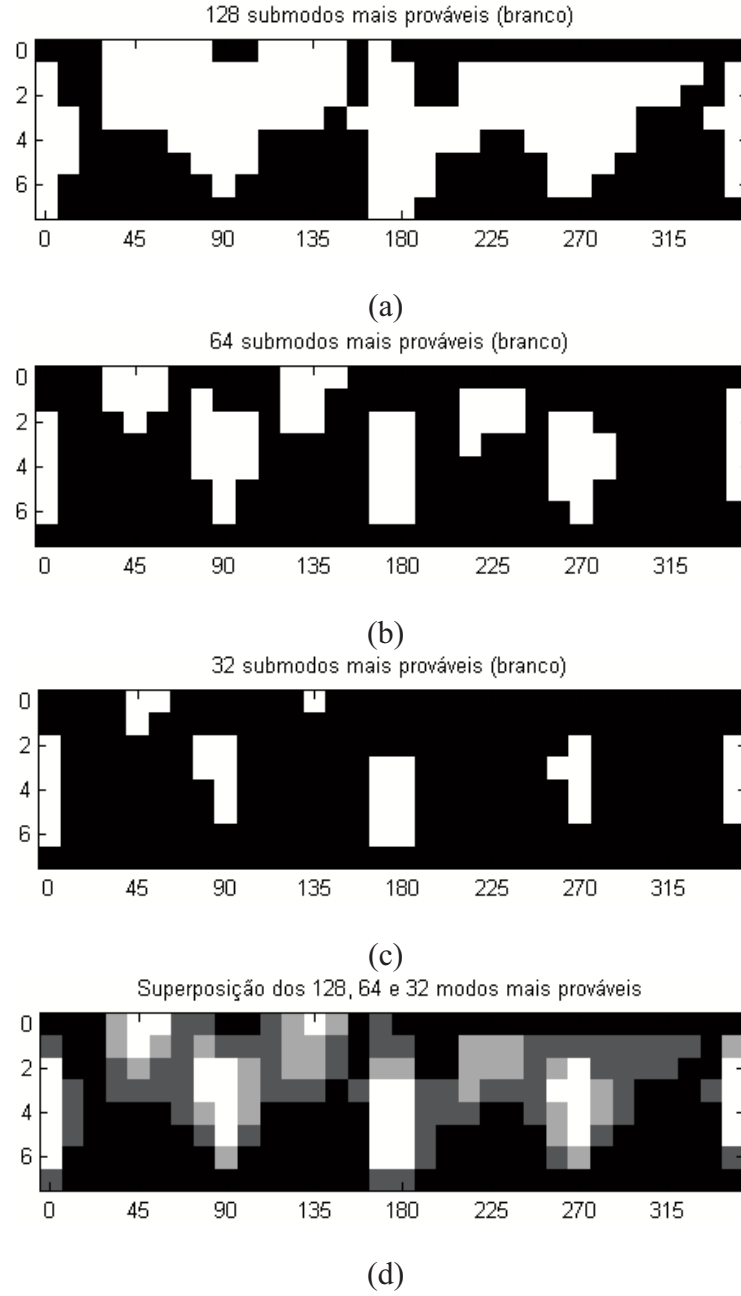 128 submodos mais prováveis (branco)
0
2
4
6
0 45 90 135 180 225 270 315
(a)
64 submodos mais prováveis (branco)
0
2
4
6
0 45 90 135 180 225 270 315
(b)
32 submodos mais prováveis (branco)
0
2
4
6
0 45 90 135 180 225 270 315
(c)
Superposição dos 128, 64 e 32 modos mais prováveis
0
2
4
6
0 45 90 135 180 225 270 315
(d)